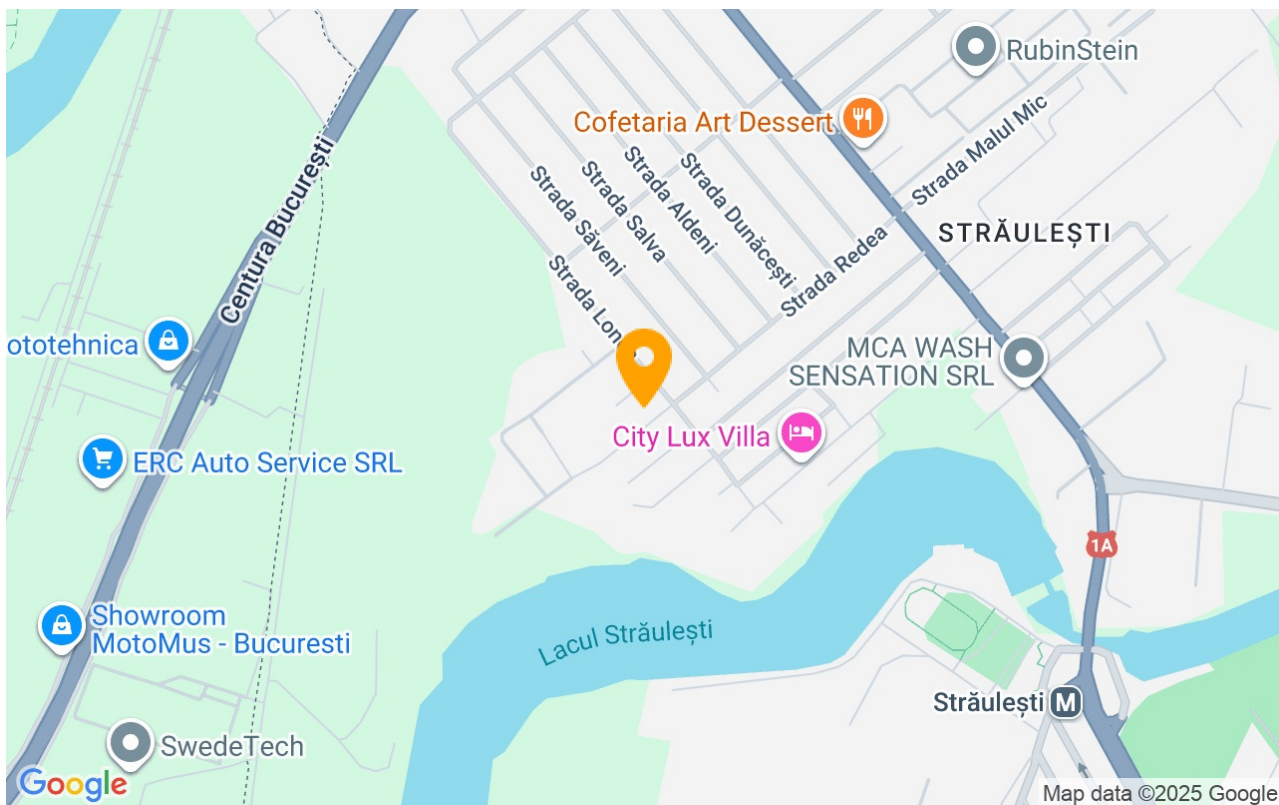 RubinStein
Cofetaria Art Dessert
Strada Malul Mic
Centura București
Strada Dunăcești
Strada Aldeni
Strada Salva
Strada Săveni
STRĂULEȘTI
Strada Redea
Strada Lon
ototehnica
MCA WASH
SENSATION SRL
City Lux Villa
ERC Auto Service SRL
1A
Showroom
MotoMus - Bucuresti
Lacul Străulești
Străulești M
SwedeTech
Google
Map data ©2025 Google